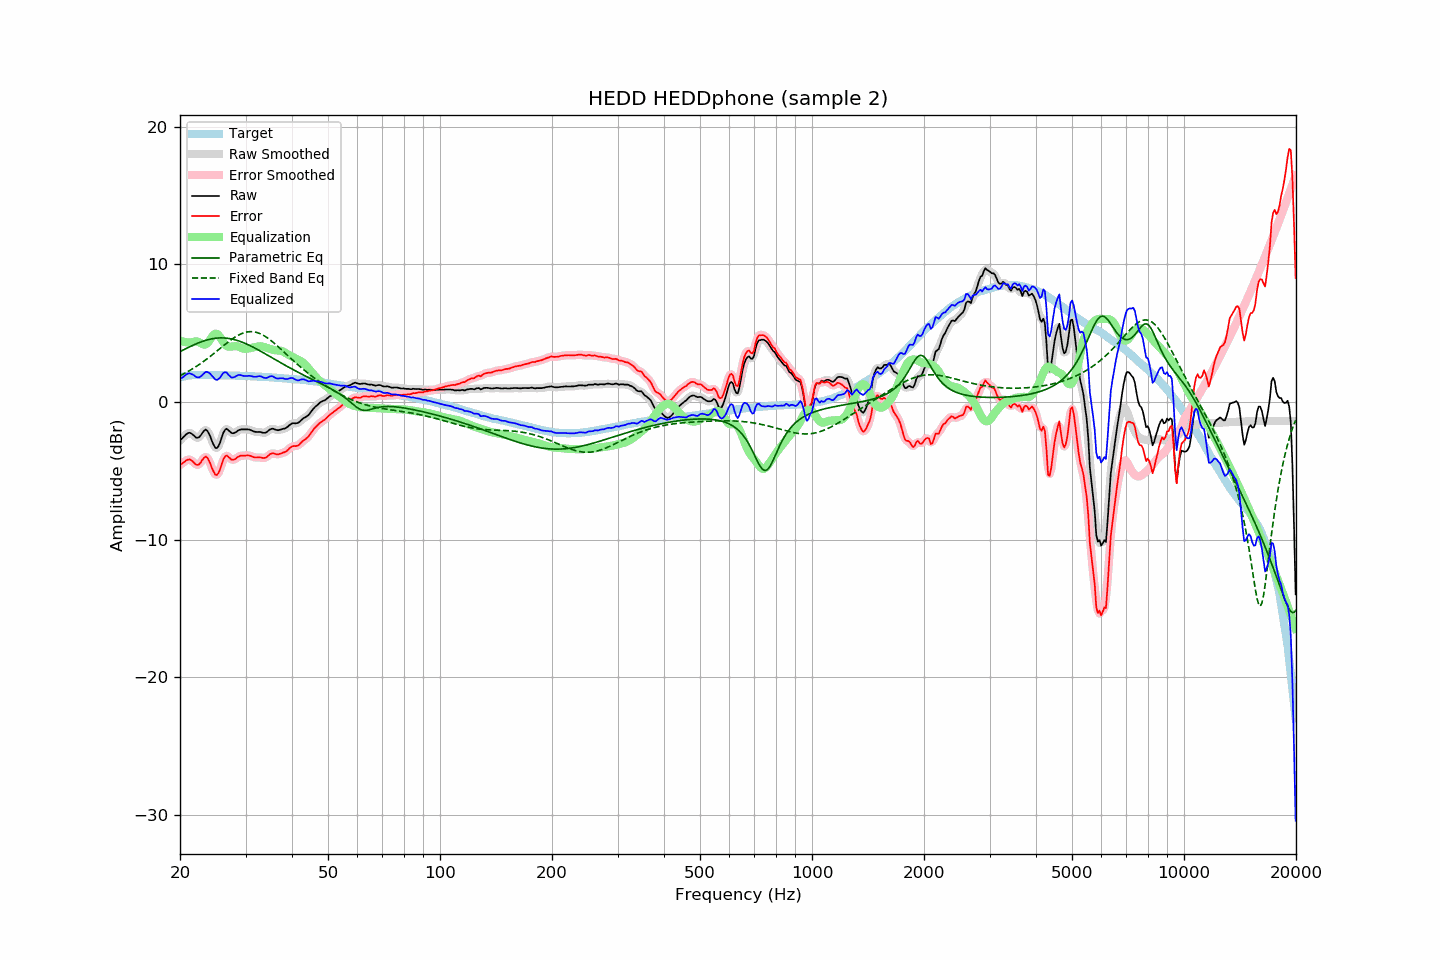 HEDD HEDDphone (sample 2)
Target
Raw Smoothed
Error Smoothed
Raw
Error
Equalization
Parametric Eq
Fixed Band Eq
Equalized
20
10
0
−10
−20
−30
Amplitude (dBr)
20 50 100 200 500 1000 2000 5000 10000 20000
Frequency (Hz)